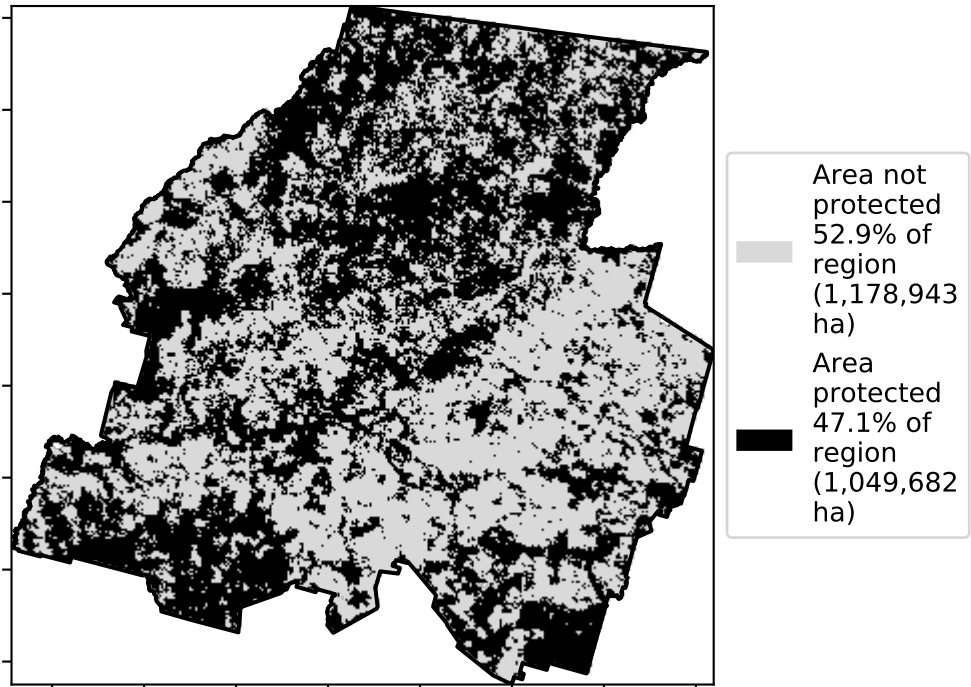 Area not
protected
52.9% of
region
(1,178,943
ha)
Area
protected
47.1% of
region
(1,049,682
ha)